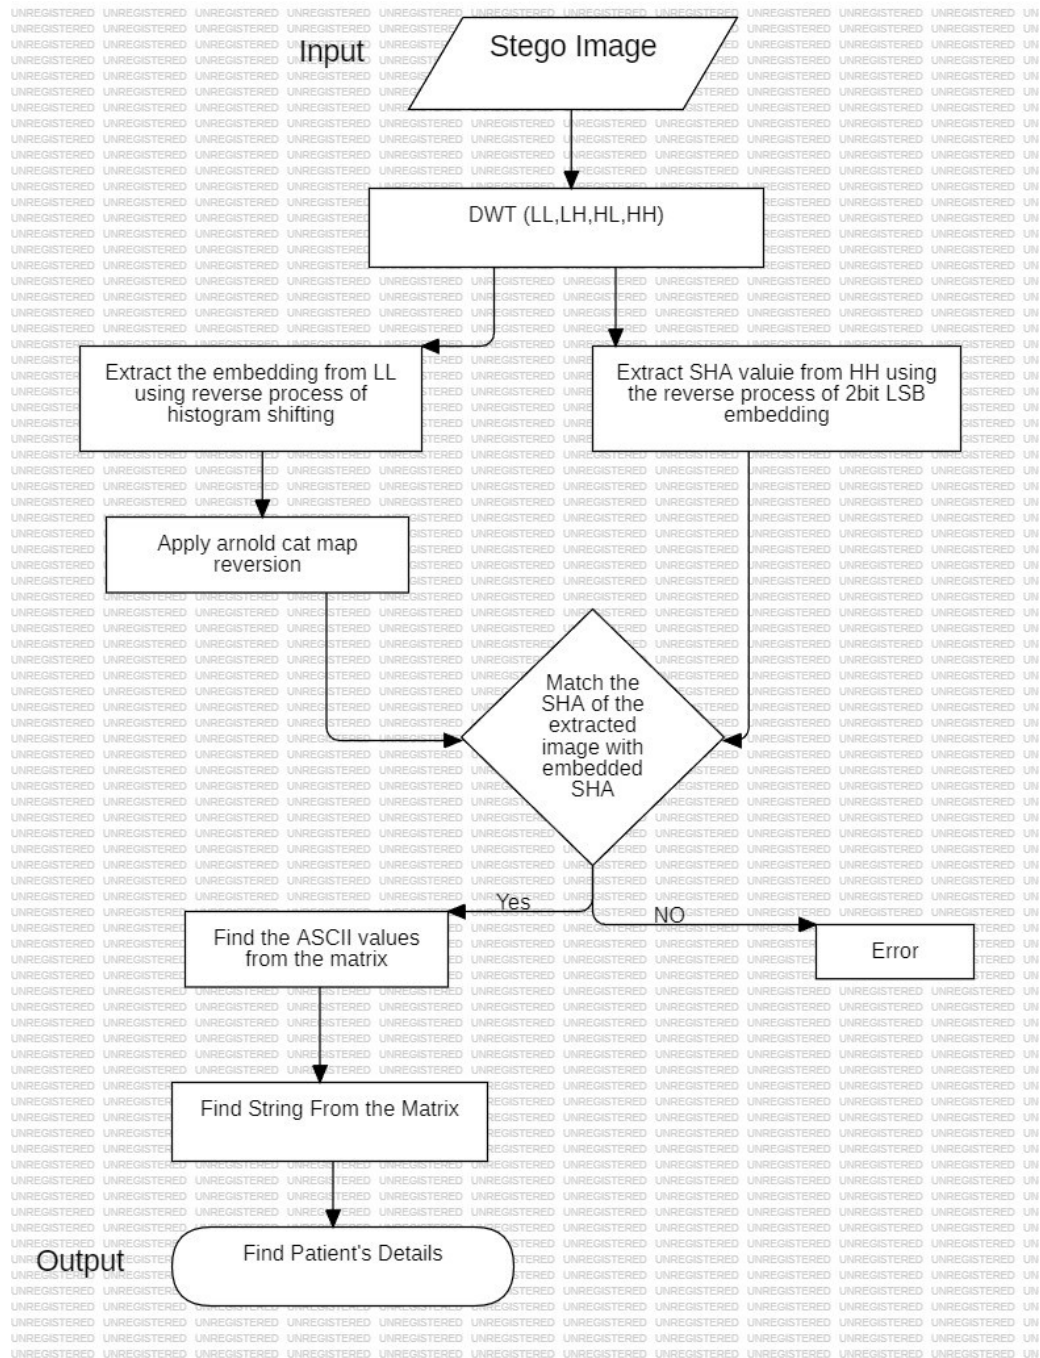 Input
Stego Image
DWT (LL,LH,HL,HH)
Extract the embedding from LL
using reverse process of
histogram shifting
Extract SHA valuie from HH using
the reverse process of 2bit LSB
embedding
Apply arnold cat map
reversion
Match the
SHA of the
extracted
image with
embedded
SHA
Yes
NO
Find the ASCII values
from the matrix
Error
Find String From the Matrix
Find Patient's Details
Output
UNREGISTERED